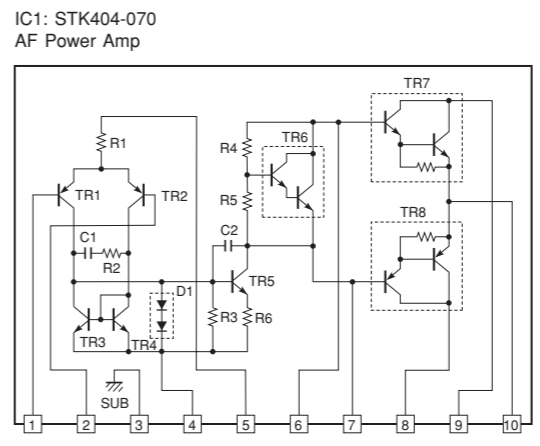 IC1: STK404-070
AF Power Amp
TR7
R1
R4
TR6
TR1
TR2
R5
TR8
C1
C2
R2
D1
TR5
TR3
TR4
R3
R6
SUB
1
2
3
4
5
6
7
8
9
10